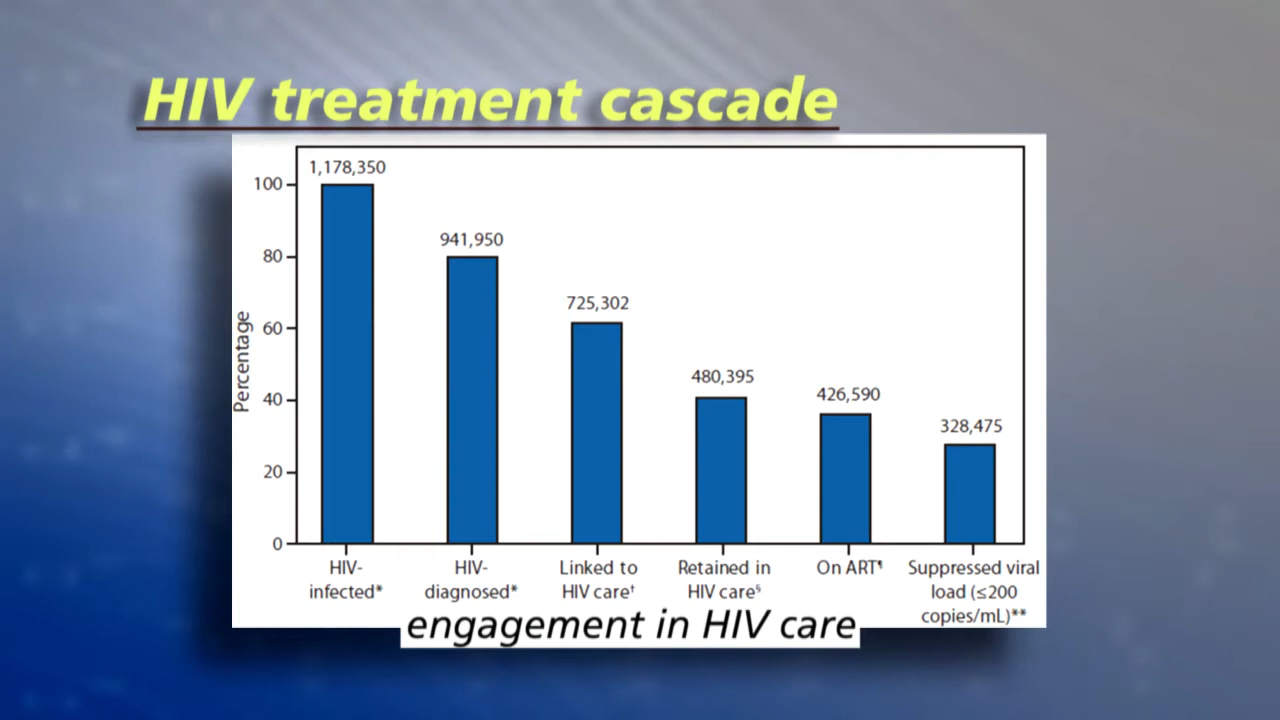 HIV treatment cascade
1,178,350
941,950
725,302
480,395
426,590
328,475
100
80
60
40
20
0
Percentage
HIV-
infected*
HIV-
diagnosed*
Linked to
HIV care†
Retained in
HIV care§
On ART¶
Suppressed viral
load (≤200
copies/mL)**
engagement in HIV care